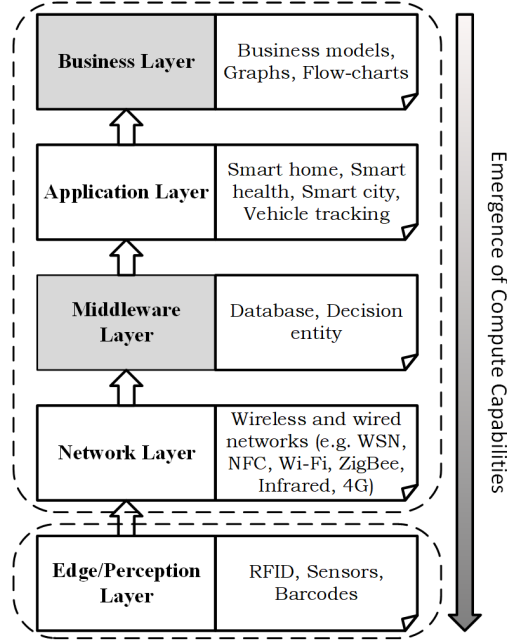 Business Layer
Business models,
Graphs, Flow-charts
Application Layer
Smart home, Smart
health, Smart city,
Vehicle tracking
Middleware
Layer
Database, Decision
entity
Network Layer
Wireless and wired
networks (e.g. WSN,
NFC, Wi-Fi, ZigBee,
Infrared, 4G)
Edge/Perception
Layer
RFID, Sensors,
Barcodes
Emergence of Compute Capabilities